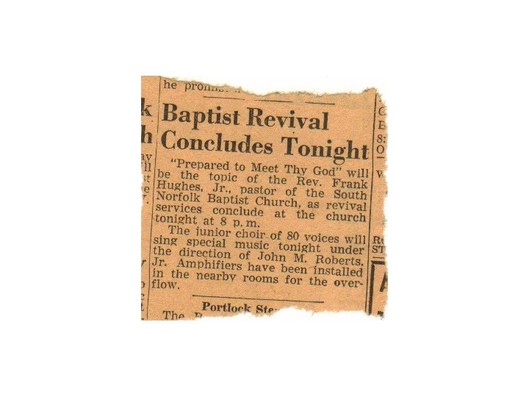 he
Baptist Revival
Concludes Tonight
"Prepared to Meet Thy God" will
be the topic of the Rev. Frank
Hughes, Jr., pastor of the South
Norfolk Baptist Church, as revival
services conclude at the church
tonight at 8 p. m.
The junior choir of 80 voices will
sing special music tonight under
the direction of John M. Roberts,
Jr. Amphifiers have been installed
in the nearby rooms for the over-
flow.
Portlock
The